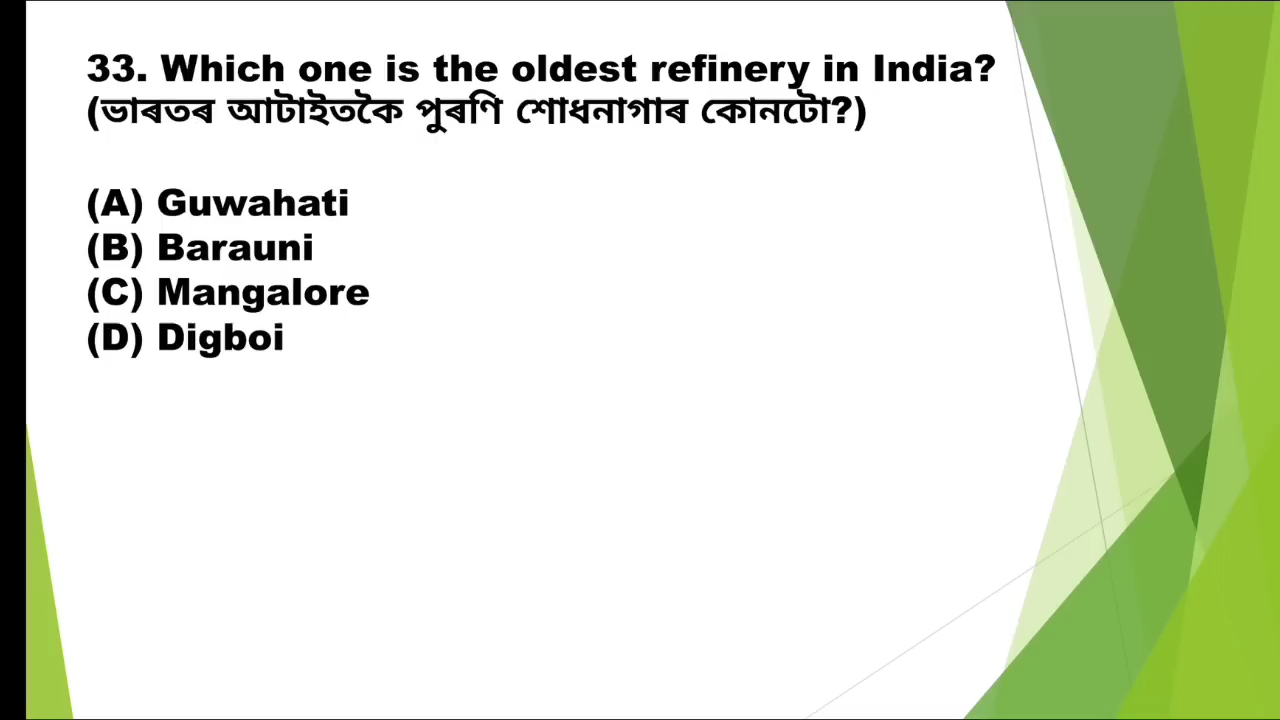 33. Which one is the oldest refinery in India?
(ভাৰতৰ আটাইতকৈ পুৰণি শোধনাগাৰ কোনটো?)
(A) Guwahati
(B) Barauni
(C) Mangalore
(D) Digboi